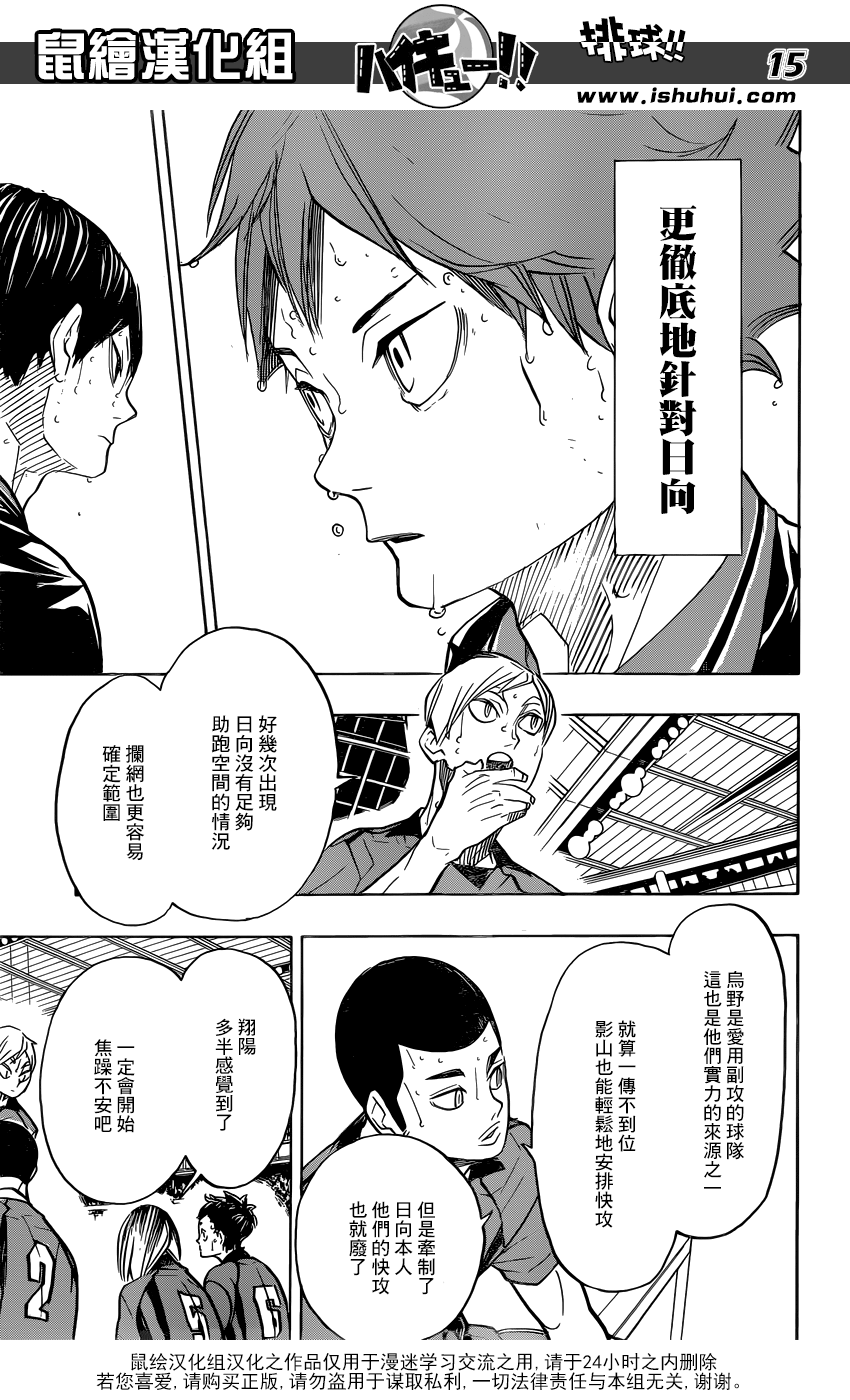 鼠繪漢化組
ハイキュー!!
排球!!
15
www.ishuhui.com
更徹底地針對日向
好幾次出現
日向沒有足夠
助跑空間的情況
攔網也更容易
確定範圍
烏野是愛用副攻的球隊
這也是他們實力的來源之一
就算一傳不到位
影山也能輕鬆地安排快攻
但是牽制了
日向本人
他們的快攻
也就廢了
翔陽
多半感覺到了
一定會開始
焦躁不安吧
2
5
6
鼠绘汉化组汉化之作品仅用于漫迷学习交流之用,请于24小时之内删除
若您喜爱,请购买正版,请勿盗用于谋取私利,一切法律责任与本组无关,谢谢。